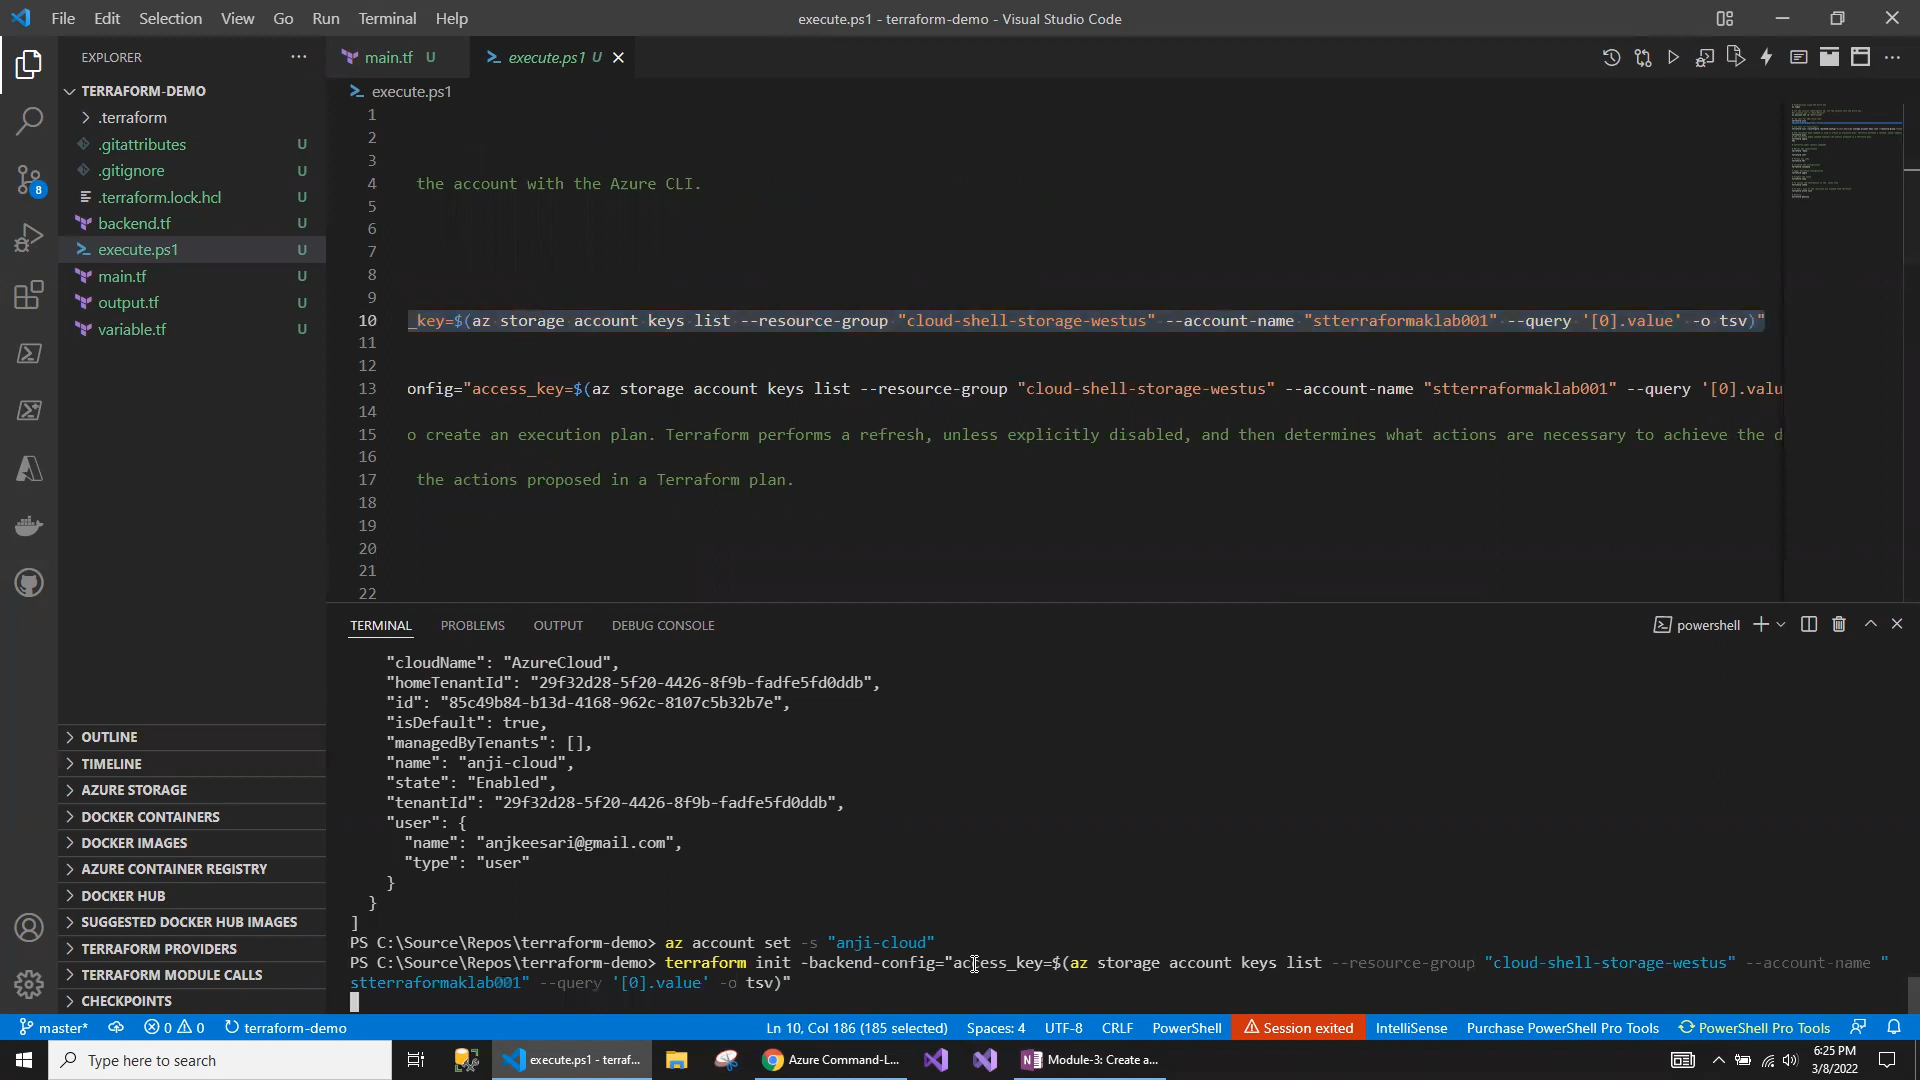 File Edit Selection View Go Run Terminal Help
execute.ps1 - terraform-demo - Visual Studio Code
EXPLORER
TERRAFORM-DEMO
.terraform
.gitattributes U
.gitignore U
.terraform.lock.hcl U
backend.tf U
execute.ps1 U
main.tf U
output.tf U
variable.tf U
8
OUTLINE
TIMELINE
AZURE STORAGE
DOCKER CONTAINERS
DOCKER IMAGES
AZURE CONTAINER REGISTRY
DOCKER HUB
SUGGESTED DOCKER HUB IMAGES
TERRAFORM PROVIDERS
TERRAFORM MODULE CALLS
CHECKPOINTS
main.tf U
execute.ps1 U
execute.ps1
1
2
3
4 the account with the Azure CLI.
5
6
7
8
9
10 _key=$(az storage account keys list --resource-group "cloud-shell-storage-westus" --account-name "stterraformaklab001" --query '[0].value' -o tsv)"
11
12
13 onfig="access_key=$(az storage account keys list --resource-group "cloud-shell-storage-westus" --account-name "stterraformaklab001" --query '[0].valu
14
15 o create an execution plan. Terraform performs a refresh, unless explicitly disabled, and then determines what actions are necessary to achieve the d
16
17 the actions proposed in a Terraform plan.
18
19
20
21
22
TERMINAL PROBLEMS OUTPUT DEBUG CONSOLE
powershell
"cloudName": "AzureCloud",
"homeTenantId": "29f32d28-5f20-4426-8f9b-fadfe5fd0ddb",
"id": "85c49b84-b13d-4168-962c-8107c5b32b7e",
"isDefault": true,
"managedByTenants": [],
"name": "anji-cloud",
"state": "Enabled",
"tenantId": "29f32d28-5f20-4426-8f9b-fadfe5fd0ddb",
"user": {
"name": "anjkeesari@gmail.com",
"type": "user"
}
}
]
PS C:\Source\Repos\terraform-demo> az account set -s "anji-cloud"
PS C:\Source\Repos\terraform-demo> terraform init -backend-config="access_key=$(az storage account keys list --resource-group "cloud-shell-storage-westus" --account-name "
stterraformaklab001" --query '[0].value' -o tsv)"
master* 0 0 terraform-demo
Ln 10, Col 186 (185 selected) Spaces: 4 UTF-8 CRLF PowerShell Session exited IntelliSense Purchase PowerShell Pro Tools PowerShell Pro Tools
Type here to search
execute.ps1 - terraf...
Azure Command-L...
Module-3: Create a...
6:25 PM
3/8/2022